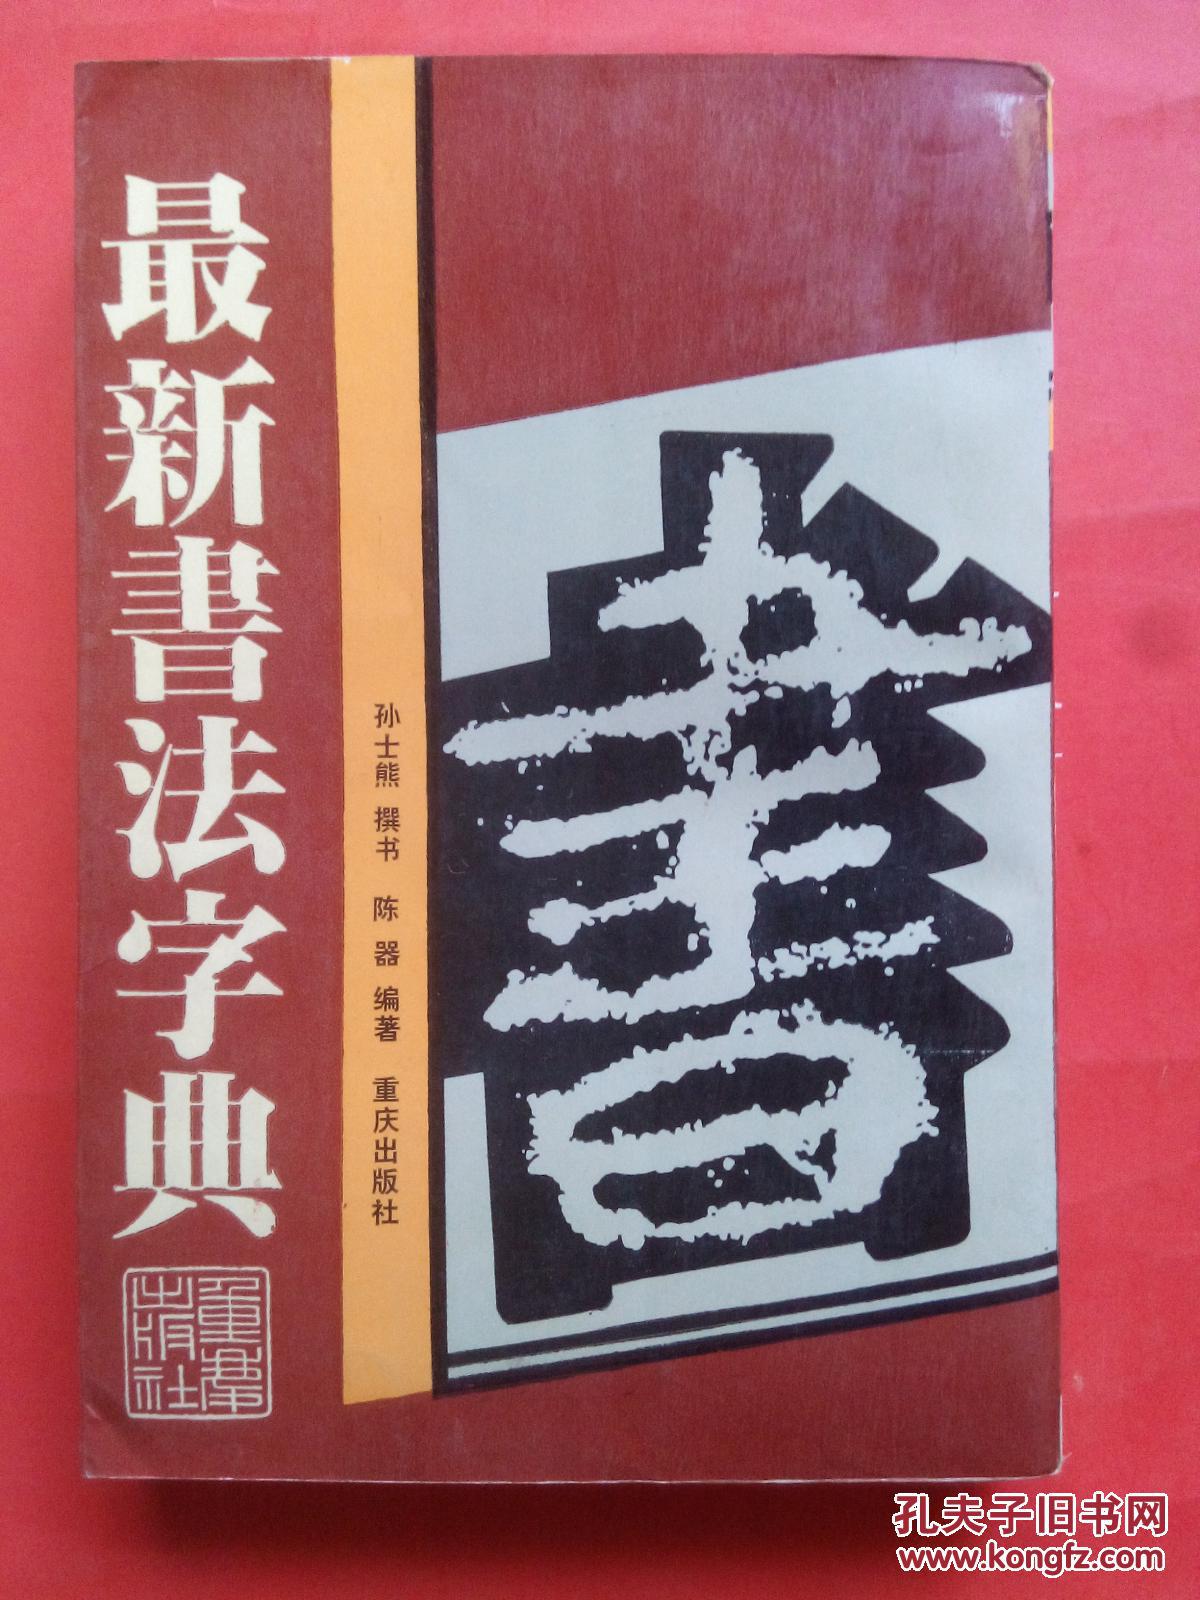 最新書法字典
孙士熊 撰书 陈器 编著 重庆出版社
書
重慶出版社
孔夫子旧书网
www.kongfz.com